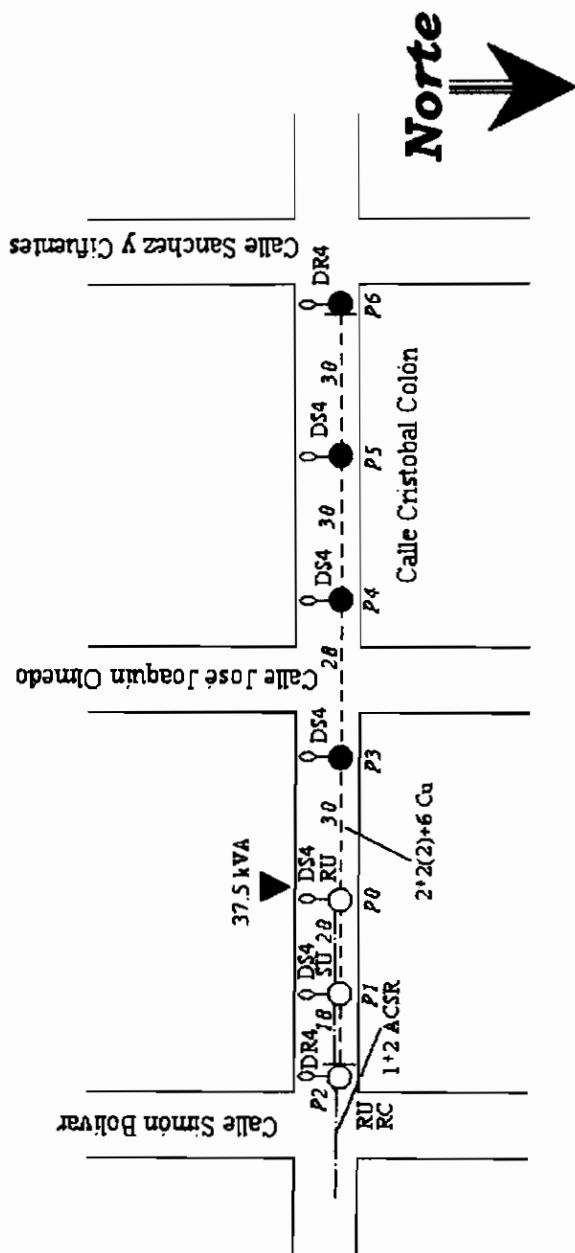 Norte
Calle Sanchez y Cifuentes
DR4
P6
30
DS4
P5
30
DS4
P4
Calle Cristobal Colón
20
Calle José Joaquín Olmedo
DS4
P3
30
2*2(2)+6 Cu
37.5 kVA
DS4
RU
P0
20
DS4
SU
P1
10
DR4
P2
1*2 ACSR
RU
RC
Calle Simón Bolívar